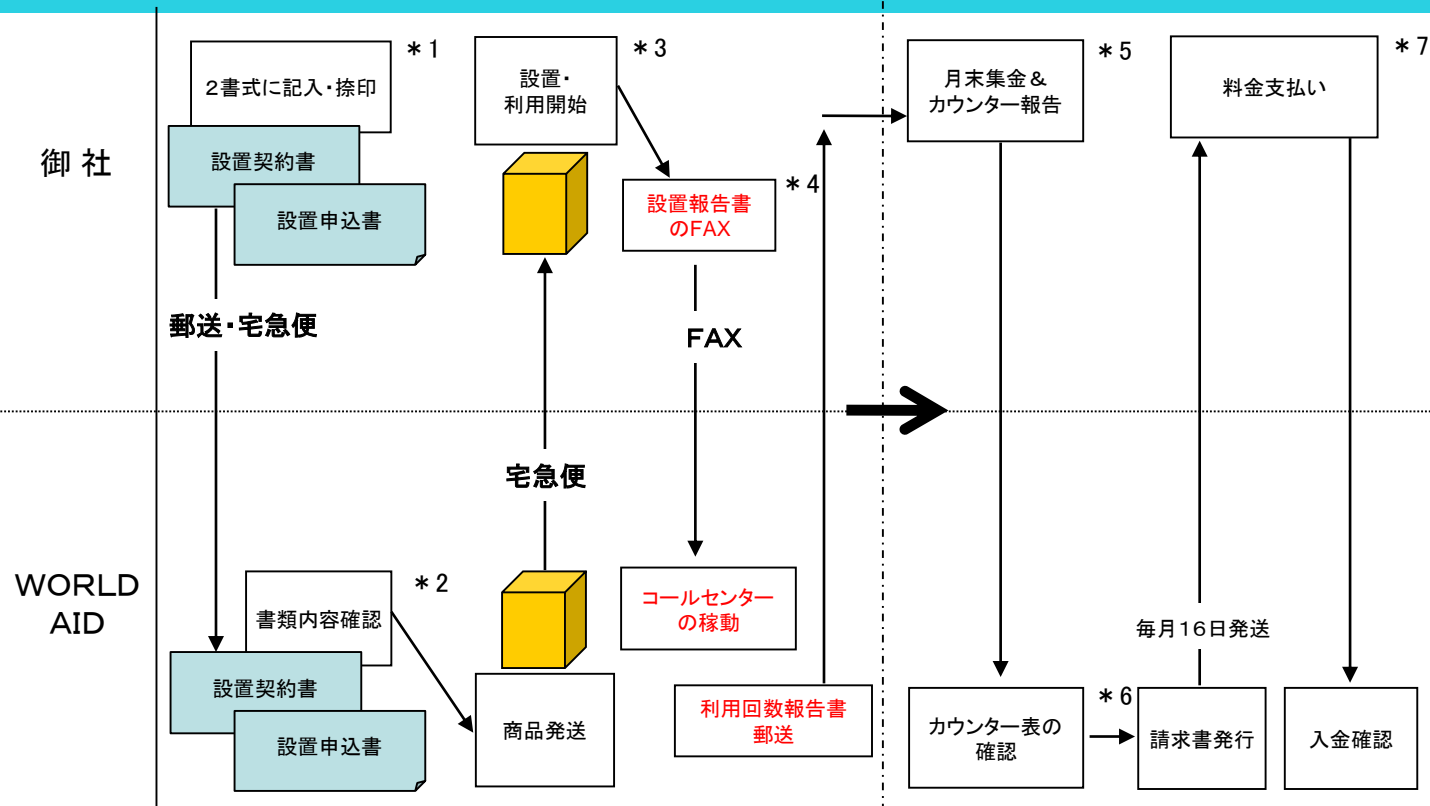 御 社
2書式に記入・捺印
*1
設置契約書
設置申込書
郵送・宅急便
設置・
利用開始
*3
設置報告書
のFAX
*4
FAX
月末集金&
カウンター報告
*5
料金支払い
*7
WORLD
AID
書類内容確認
*2
設置契約書
設置申込書
宅急便
商品発送
コールセンター
の稼動
利用回数報告書
郵送
カウンター表の
確認
*6
毎月16日発送
請求書発行
入金確認